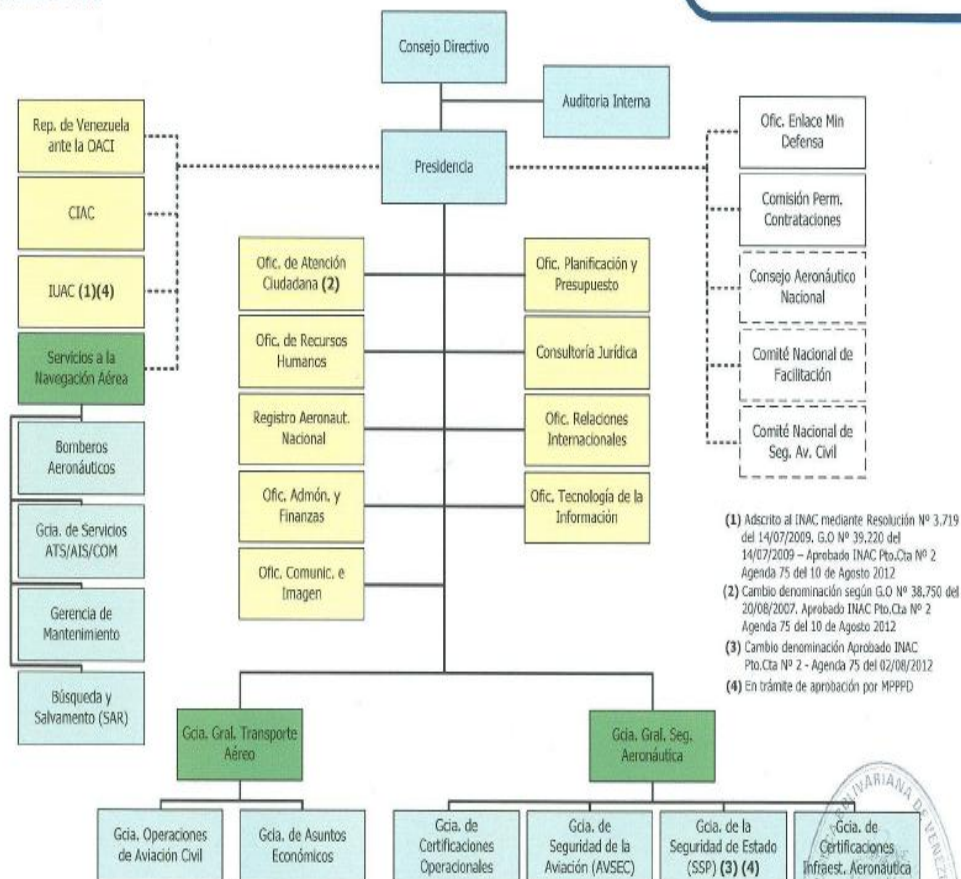 Consejo Directivo
Auditoria Interna
Presidencia
Rep. de Venezuela
ante la OACI
CIAC
IUAC (1)(4)
Servicios a la
Navegación Aérea
Bomberos
Aeronáuticos
Gcia. de Servicios
ATS/AIS/COM
Gerencia de
Mantenimiento
Búsqueda y
Salvamento (SAR)
Ofic. de Atención
Ciudadana (2)
Ofic. de Recursos
Humanos
Registro Aeronaut.
Nacional
Ofic. Admón. y
Finanzas
Ofic. Comunic. e
Imagen
Ofic. Planificación y
Presupuesto
Consultoría Jurídica
Ofic. Relaciones
Internacionales
Ofic. Tecnología de la
Información
Ofic. Enlace Min
Defensa
Comisión Perm.
Contrataciones
Consejo Aeronáutico
Nacional
Comité Nacional de
Facilitación
Comité Nacional de
Seg. Av. Civil
(1) Adscrito al INAC mediante Resolución Nº 3.719
del 14/07/2009. G.O Nº 39.220 del
14/07/2009 – Aprobado INAC Pto.Cta Nº 2
Agenda 75 del 10 de Agosto 2012
(2) Cambio denominación según G.O Nº 38.750 del
20/08/2007. Aprobado INAC Pto.Cta Nº 2
Agenda 75 del 10 de Agosto 2012
(3) Cambio denominación Aprobado INAC
Pto.Cta Nº 2 - Agenda 75 del 02/08/2012
(4) En trámite de aprobación por MPPPD
Gcia. Gral. Transporte
Aéreo
Gcia. Gral. Seg.
Aeronáutica
Gcia. Operaciones
de Aviación Civil
Gcia. de Asuntos
Económicos
Gcia. de
Certificaciones
Operacionales
Gcia. de
Seguridad de la
Aviación (AVSEC)
Gcia. de la
Seguridad de Estado
(SSP) (3) (4)
Gcia. de
Certificaciones
Infraest. Aeronáutica